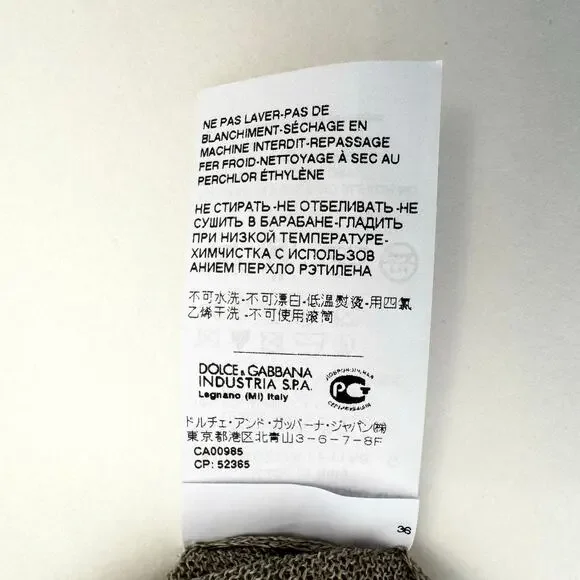 NE PAS LAVER-PAS DE
BLANCHIMENT-SÉCHAGE EN
MACHINE INTERDIT-REPASSAGE
FER FROID-NETTOYAGE À SEC AU
PERCHLOR ÉTHYLÈNE
НЕ СТИРАТЬ-НЕ ОТБЕЛИВАТЬ-НЕ
СУШИТЬ В БАРАБАНЕ-ГЛАДИТЬ
ПРИ НИЗКОЙ ТЕМПЕРАТУРЕ-
ХИМЧИСТКА С ИСПОЛЬЗОВ
АНИЕМ ПЕРХЛО РЭТИЛЕНА
不可水洗-不可漂白-低温熨烫-用四氯
乙烯干洗-不可使用滚筒
DOLCE & GABBANA
INDUSTRIA S.P.A.
Legnano (MI) Italy
РСТ
ドルチェ・アンド・ガッバーナ・ジャパン㈱
東京都港区北青山3-6-7-8F
CA00985
CP: 52365
36